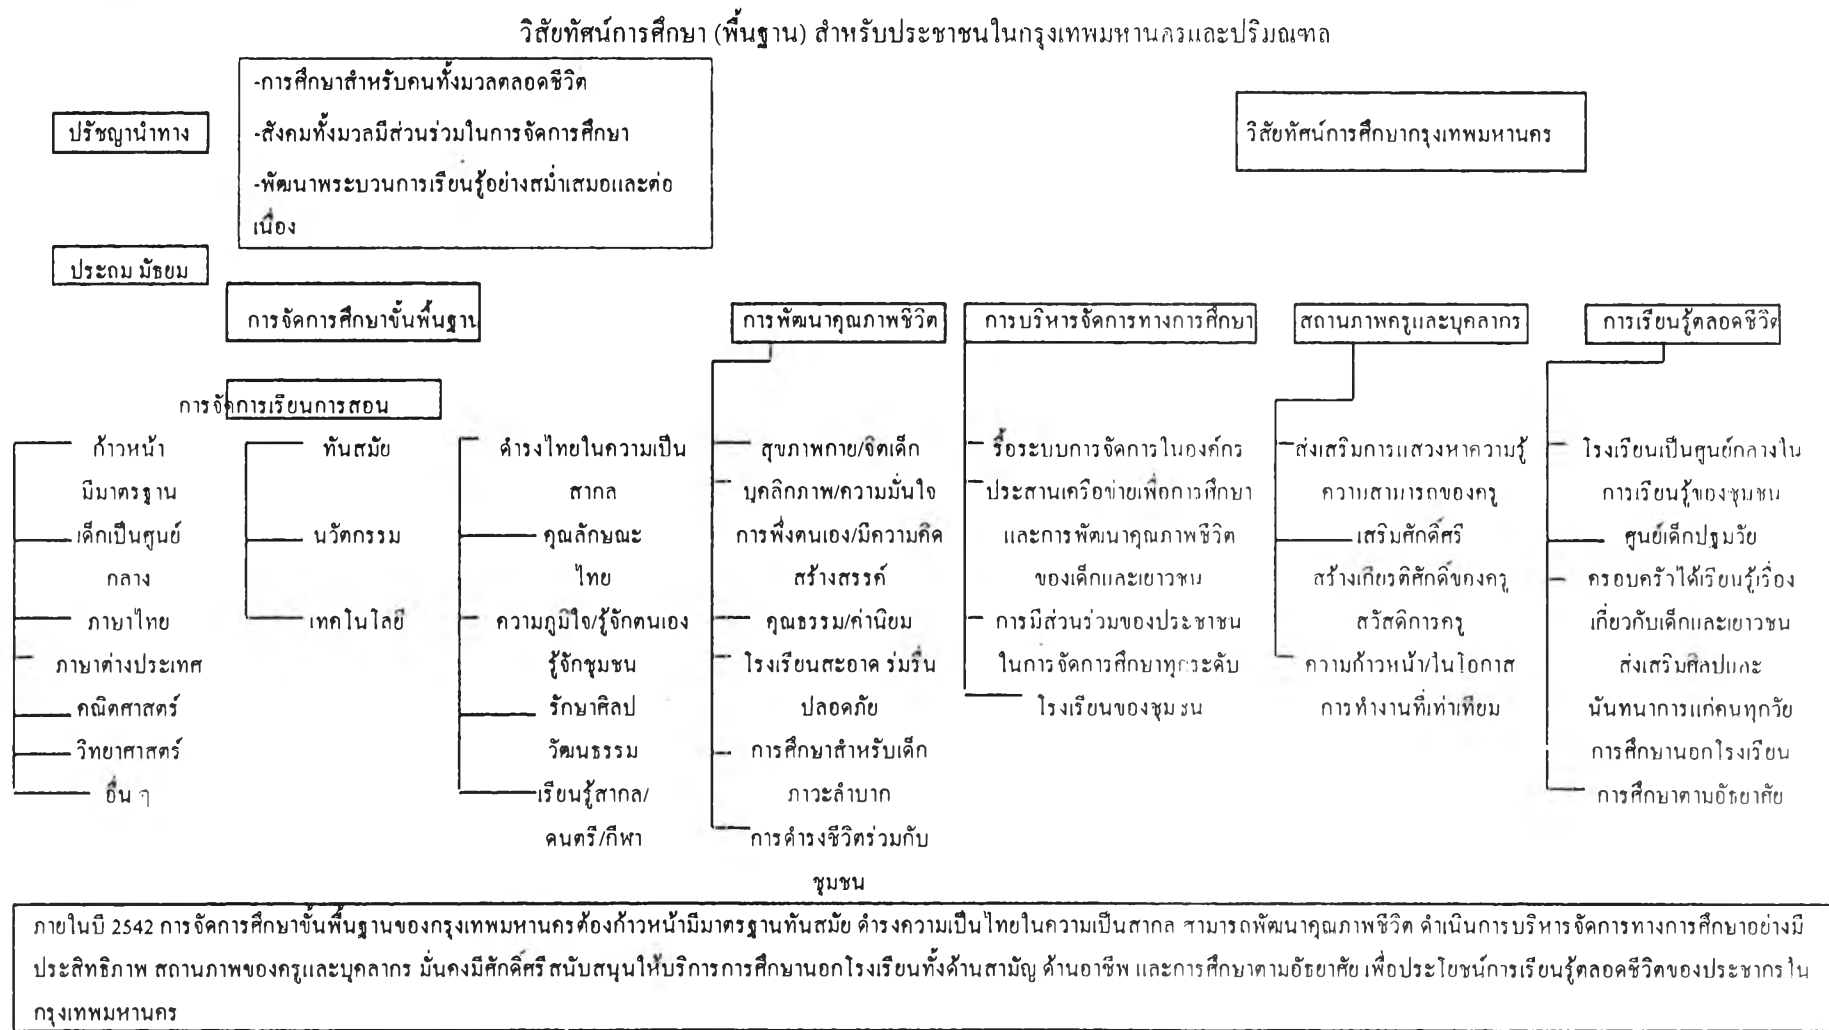 วิสัยทัศน์การศึกษา (พื้นฐาน) สำหรับประชาชนในกรุงเทพมหานครและปริมณฑล
-การศึกษาสำหรับคนทั้งมวลตลอดชีวิต
ปรัชญานำทาง
-สังคมทั้งมวลมีส่วนร่วมในการจัดการศึกษา
วิสัยทัศน์การศึกษากรุงเทพมหานคร
-พัฒนาพระบวนการเรียนรู้อย่างสม่ำเสมอและต่อ
เนื่อง
ประถม มัธยม
การจัดการศึกษาขั้นพื้นฐาน
การพัฒนาคุณภาพชีวิต
การบริหารจัดการทางการศึกษา
สถานภาพครูและบุคลากร
การเรียนรู้ตลอดชีวิต
การจัดการเรียนการสอน
ก้าวหน้า
มีมาตรฐาน
เด็กเป็นศูนย์
กลาง
ภาษาไทย
ภาษาต่างประเทศ
คณิตศาสตร์
วิทยาศาสตร์
อื่น ๆ
ทันสมัย
นวัตกรรม
เทคโนโลยี
ดำรงไทยในความเป็น
สากล
คุณลักษณะ
ไทย
ความภูมิใจ/รู้จักตนเอง
รู้จักชุมชน
รักษาศิลป
วัฒนธรรม
เรียนรู้สากล/
ดนตรี/กีฬา
สุขภาพกาย/จิตเด็ก
บุคลิกภาพ/ความมั่นใจ
การพึ่งตนเอง/มีความคิด
สร้างสรรค์
คุณธรรม/ค่านิยม
โรงเรียนสะอาด ร่มรื่น
ปลอดภัย
การศึกษาสำหรับเด็ก
ภาวะลำบาก
การดำรงชีวิตร่วมกับ
ชุมชน
รื้อระบบการจัดการในองค์กร
ประสานเครือข่ายเพื่อการศึกษา
และการพัฒนาคุณภาพชีวิต
ของเด็กและเยาวชน
การมีส่วนร่วมของประชาชน
ในการจัดการศึกษาทุกระดับ
โรงเรียนของชุมชน
ส่งเสริมการแสวงหาความรู้
ความสามารถของครู
เสริมศักดิ์ศรี
สร้างเกียรติศักดิ์ของครู
สวัสดิการครู
ความก้าวหน้า/ในโอกาส
การทำงานที่เท่าเทียม
โรงเรียนเป็นศูนย์กลางใน
การเรียนรู้ของชุมชน
ศูนย์เด็กปฐมวัย
ครอบครัวได้เรียนรู้เรื่อง
เกี่ยวกับเด็กและเยาวชน
ส่งเสริมศิลปและ
นันทนาการแก่คนทุกวัย
การศึกษานอกโรงเรียน
การศึกษาตามอัธยาศัย
ภายในปี 2542 การจัดการศึกษาขั้นพื้นฐานของกรุงเทพมหานครต้องก้าวหน้ามีมาตรฐานทันสมัย ดำรงความเป็นไทยในความเป็นสากล สามารถพัฒนาคุณภาพชีวิต ดำเนินการบริหารจัดการทางการศึกษาอย่างมี
ประสิทธิภาพ สถานภาพของครูและบุคลากร มั่นคงมีศักดิ์ศรี สนับสนุนให้บริการการศึกษานอกโรงเรียนทั้งด้านสามัญ ด้านอาชีพ และการศึกษาตามอัธยาศัย เพื่อประโยชน์การเรียนรู้ตลอดชีวิตของประชากรใน
กรุงเทพมหานคร